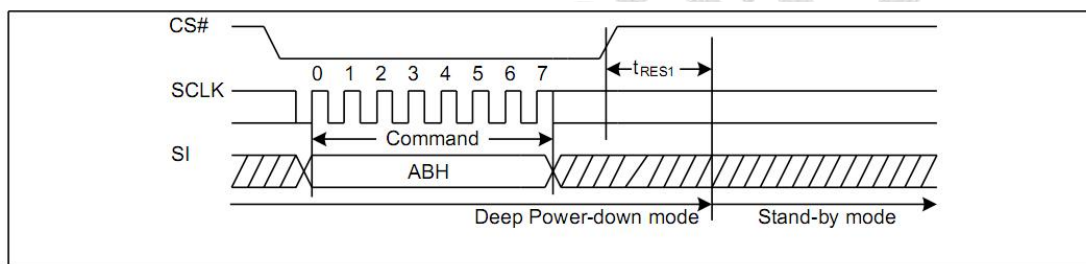 CS#
tRES1
0 1 2 3 4 5 6 7
SCLK
Command
SI
ABH
Deep Power-down mode Stand-by mode